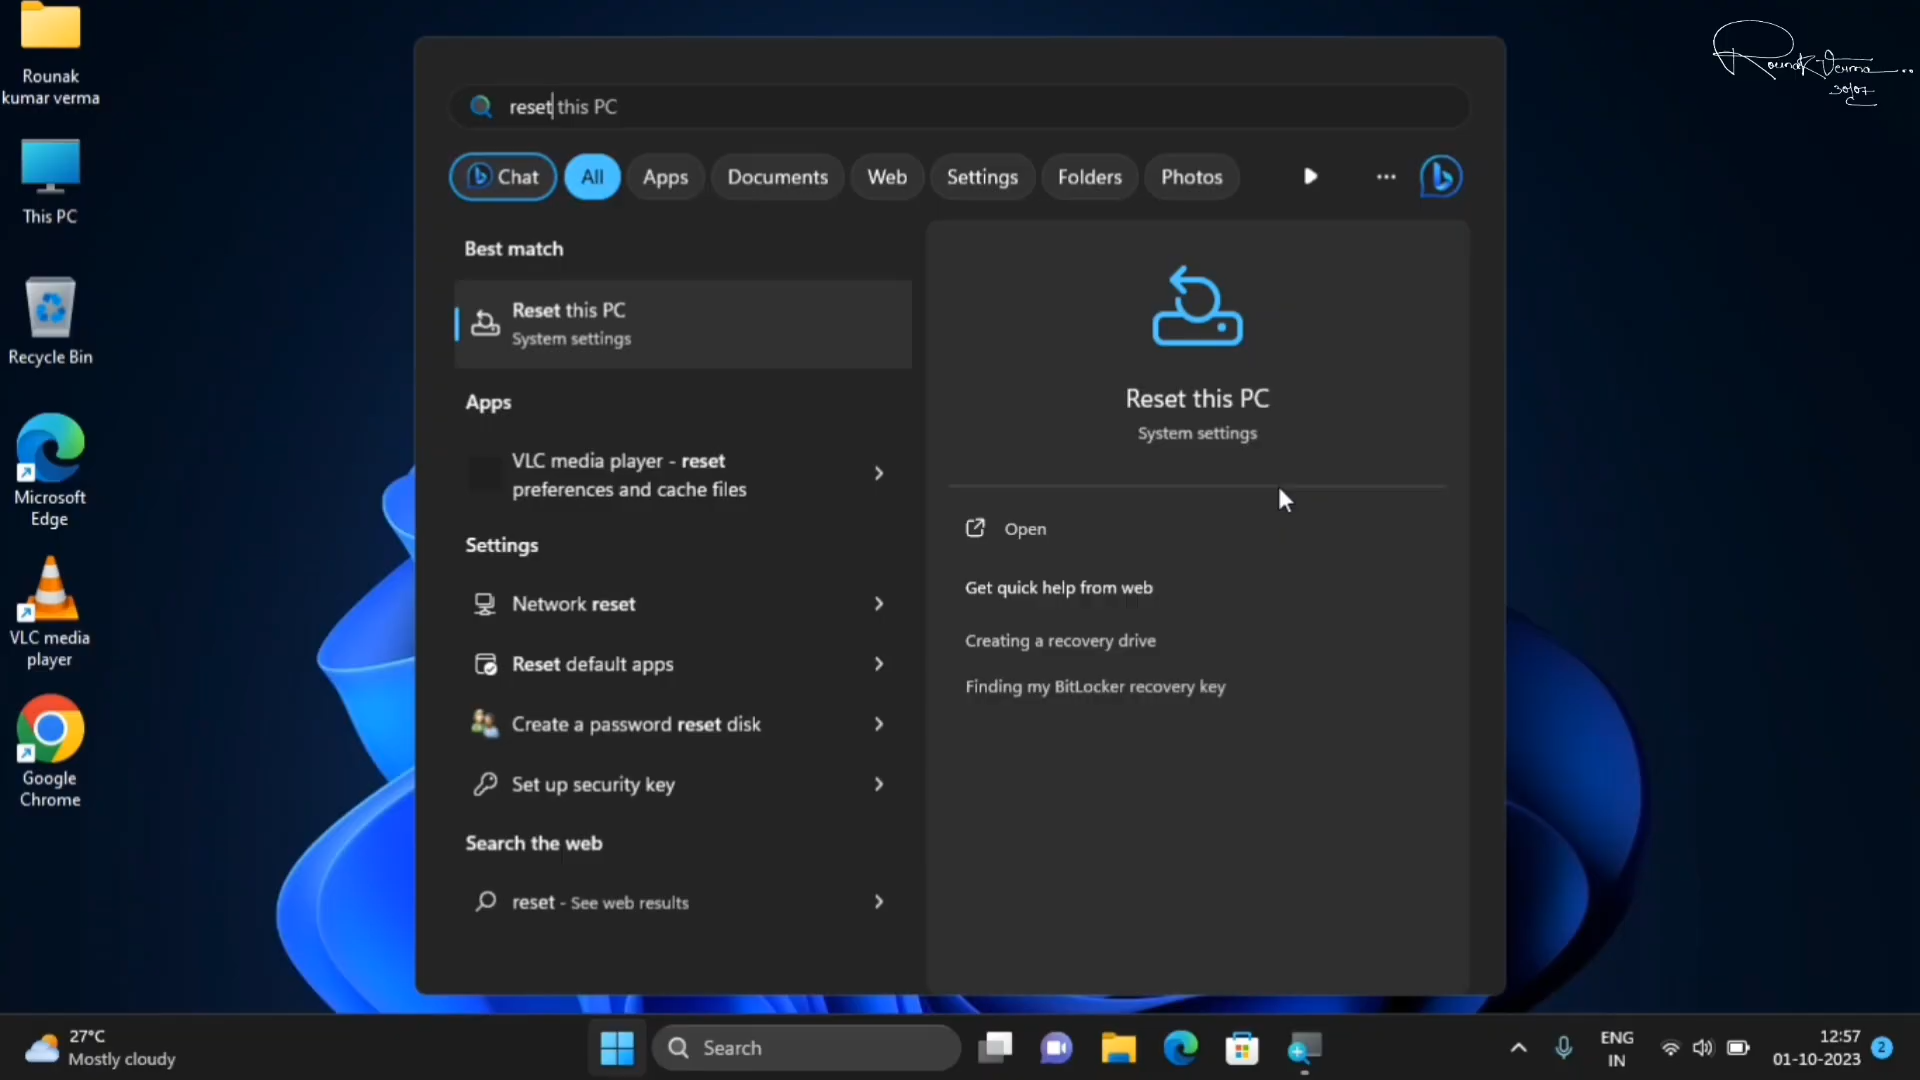 Rounak
kumar verma
This PC
Recycle Bin
Microsoft
Edge
VLC media
player
Google
Chrome
reset this PC
Chat
All
Apps
Documents
Web
Settings
Folders
Photos
Best match
Reset this PC
System settings
Apps
VLC media player - reset
preferences and cache files
Settings
Network reset
Reset default apps
Create a password reset disk
Set up security key
Search the web
reset - See web results
Reset this PC
System settings
Open
Get quick help from web
Creating a recovery drive
Finding my BitLocker recovery key
Rounak Verma...
30/07
27°C
Mostly cloudy
Search
ENG
IN
12:57
01-10-2023
2